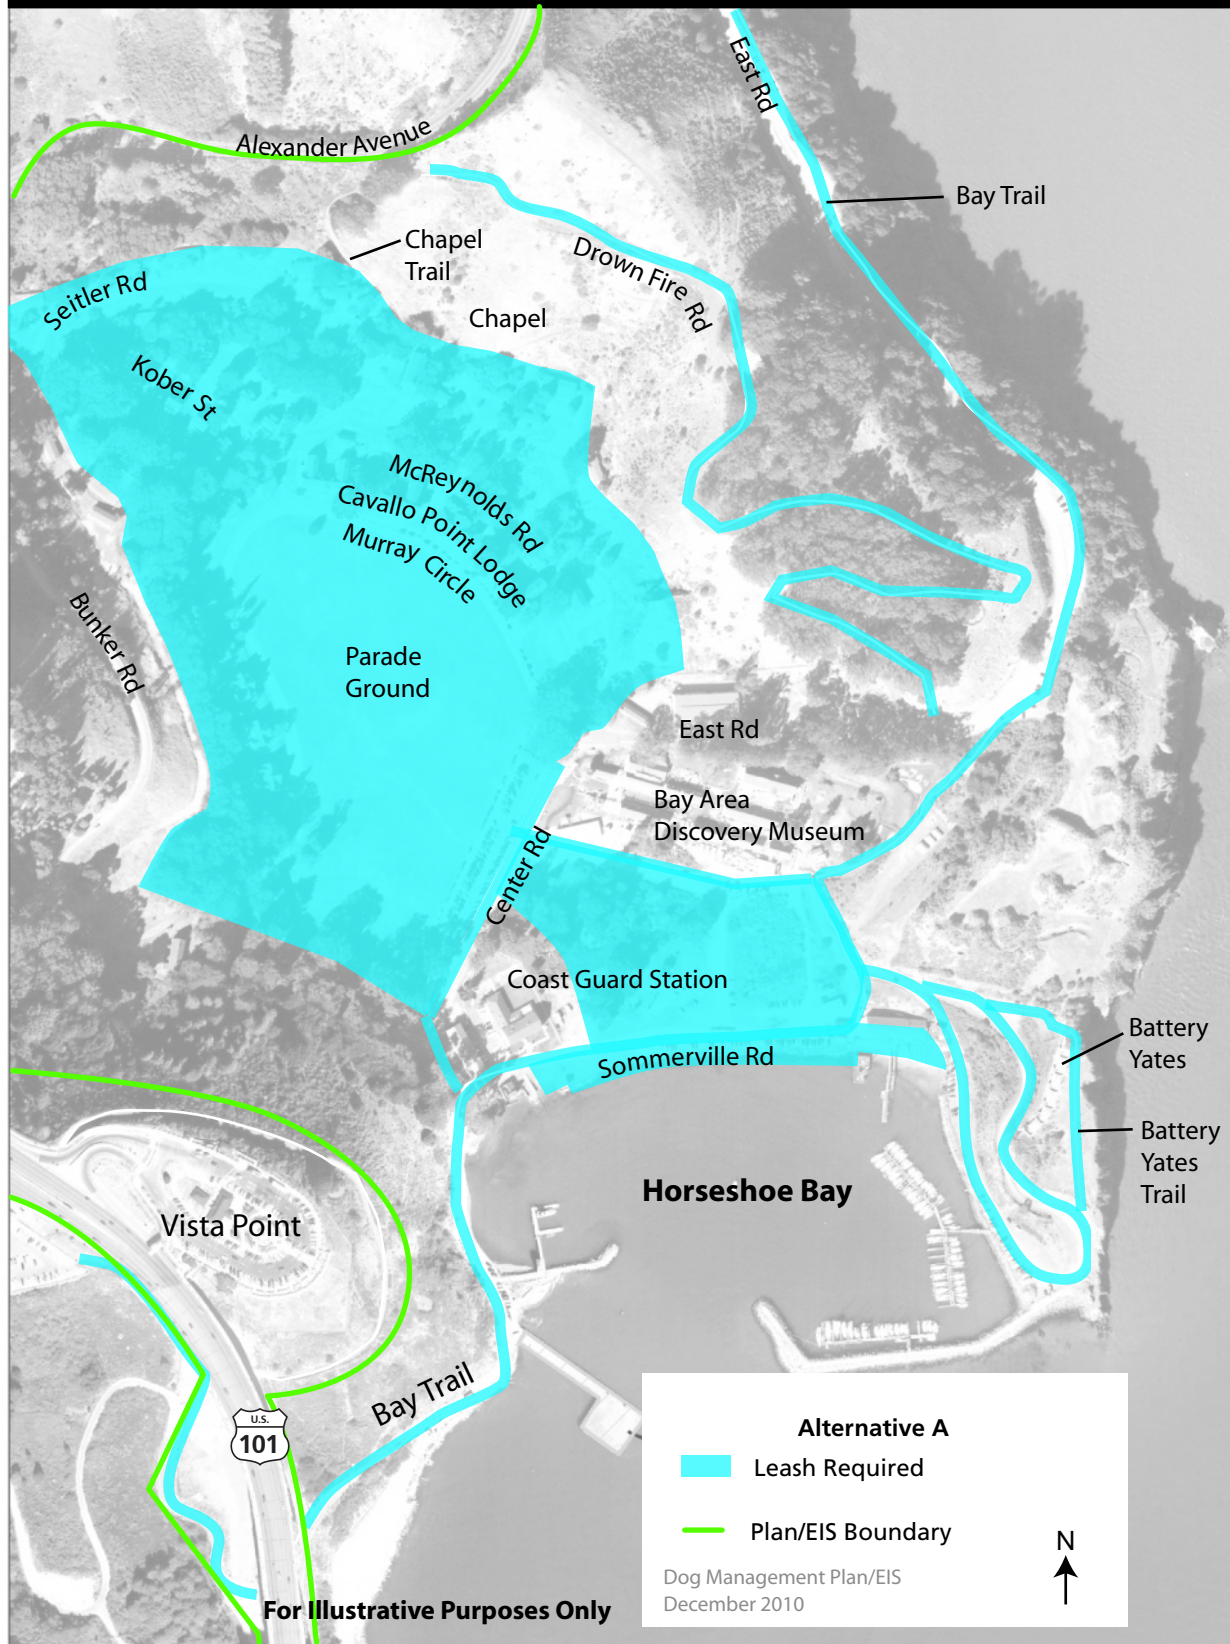 East Rd
Alexander Avenue
Bay Trail
Chapel
Trail
Drown Fire Rd
Seitler Rd
Chapel
Kober St
McReynolds Rd
Cavallo Point Lodge
Murray Circle
Bunker Rd
Parade
Ground
East Rd
Bay Area
Discovery Museum
Center Rd
Coast Guard Station
Sommerville Rd
Battery
Yates
Battery
Yates
Trail
Horseshoe Bay
Vista Point
Bay Trail
U.S.
101
Alternative A
Leash Required
Plan/EIS Boundary
N
Dog Management Plan/EIS
December 2010
For Illustrative Purposes Only